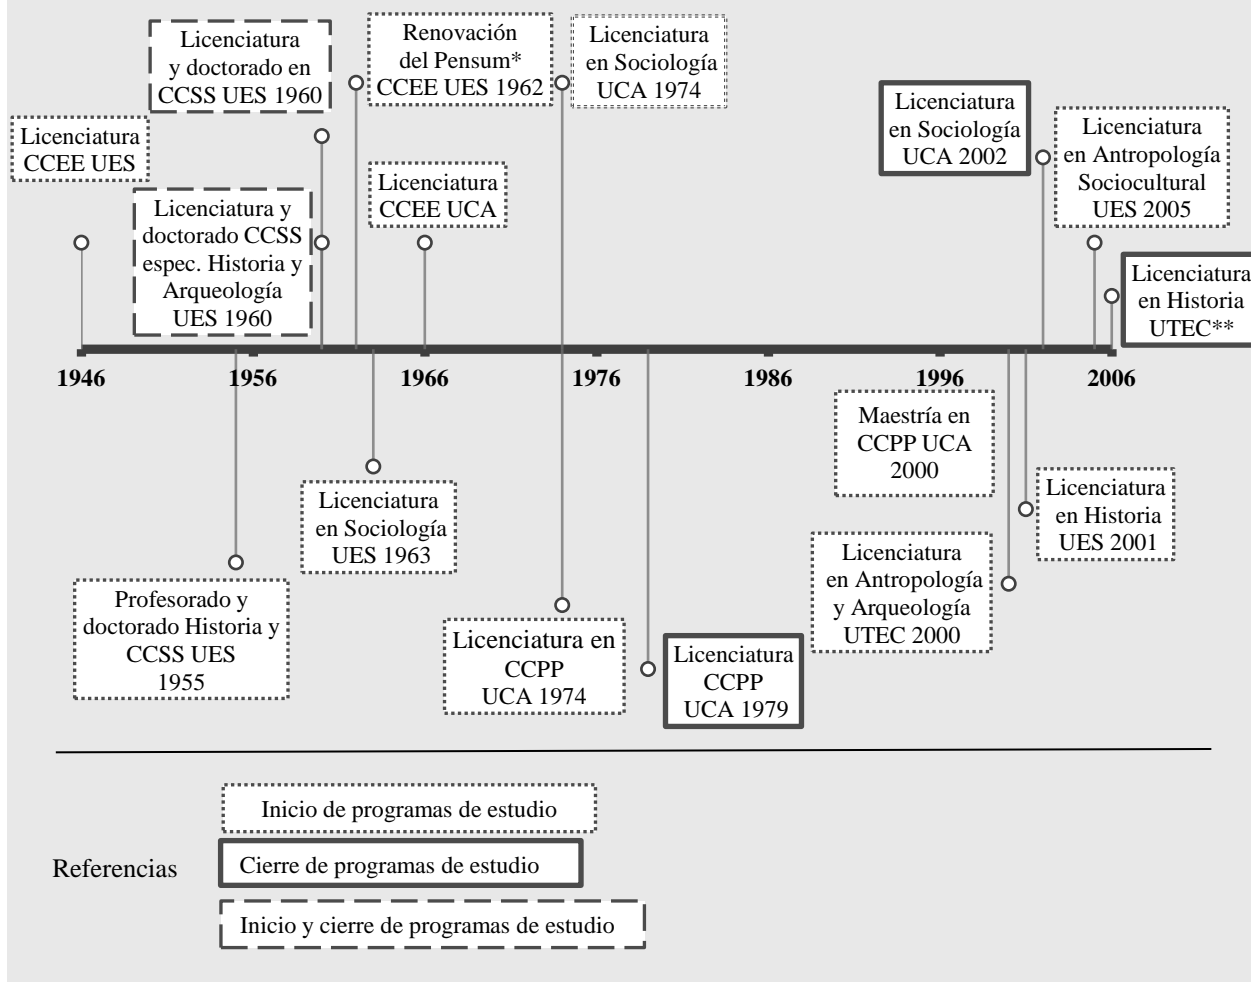 Licenciatura
y doctorado en
CCSS UES 1960
Renovación
del Pensum*
CCEE UES 1962
Licenciatura
en Sociología
UCA 1974
Licenciatura
en Sociología
UCA 2002
Licenciatura
en Antropología
Sociocultural
UES 2005
Licenciatura
CCEE UES
Licenciatura y
doctorado CCSS
espec. Historia y
Arqueología
UES 1960
Licenciatura
CCEE UCA
Licenciatura
en Historia
UTEC**
1946
1956
1966
1976
1986
1996
2006
Profesorado y
doctorado Historia y
CCSS UES
1955
Licenciatura
en Sociología
UES 1963
Licenciatura en
CCPP
UCA 1974
Licenciatura
CCPP
UCA 1979
Maestría en
CCPP UCA
2000
Licenciatura
en Antropología
y Arqueología
UTEC 2000
Licenciatura
en Historia
UES 2001
Referencias
Inicio de programas de estudio
Cierre de programas de estudio
Inicio y cierre de programas de estudio